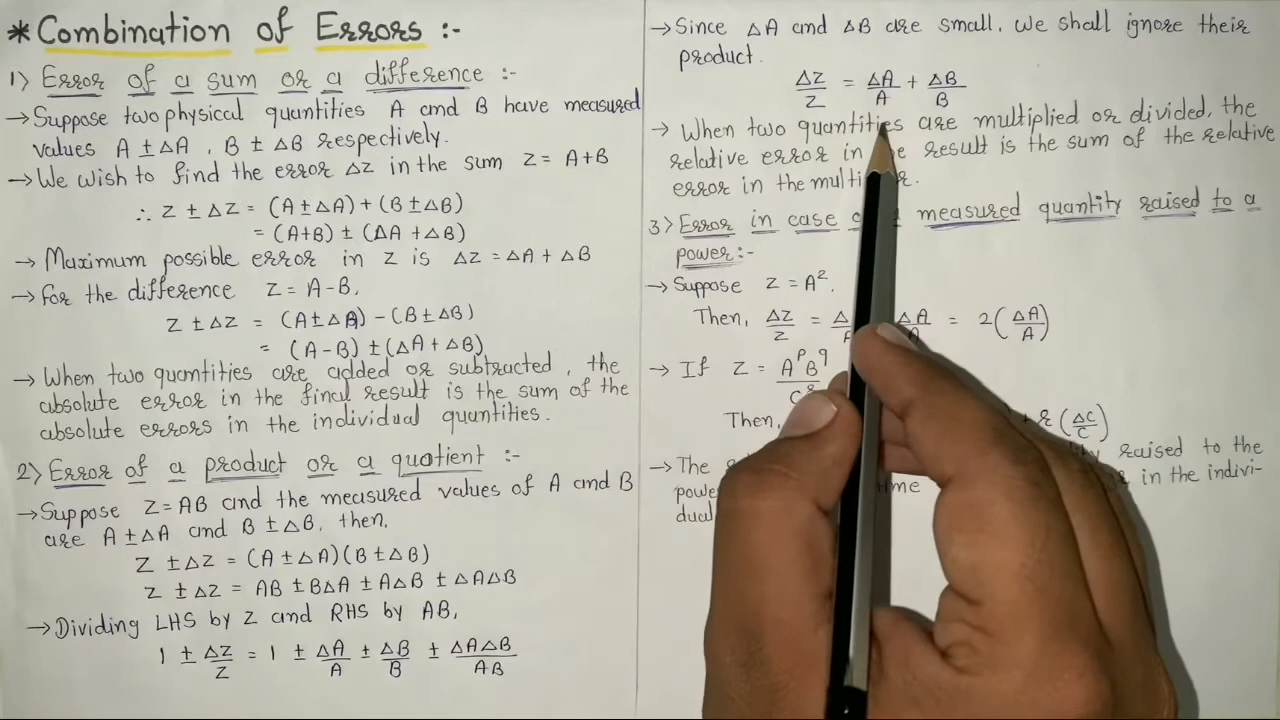 * Combination of Errors :-
1) Error of a sum or a difference :-
→ Suppose two physical quantities A and B have measured
values A ± ΔA , B ± ΔB respectively.
→ We wish to find the error ΔZ in the sum Z = A+B
∴ Z ± ΔZ = (A ± ΔA) + (B ± ΔB)
= (A+B) ± (ΔA + ΔB)
→ Maximum possible error in Z is ΔZ = ΔA + ΔB
→ For the difference Z = A - B,
Z ± ΔZ = (A ± ΔA) - (B ± ΔB)
= (A-B) ± (ΔA + ΔB)
→ When two quantities are added or subtracted, the
absolute error in the final result is the sum of the
absolute errors in the individual quantities.
2) Error of a product or a quotient :-
→ Suppose Z = AB and the measured values of A and B
are A ± ΔA and B ± ΔB, then,
Z ± ΔZ = (A ± ΔA)(B ± ΔB)
Z ± ΔZ = AB ± BΔA ± AΔB ± ΔAΔB
→ Dividing LHS by Z and RHS by AB,
1 ± ΔZ/Z = 1 ± ΔA/A ± ΔB/B ± ΔAΔB/AB
→ Since ΔA and ΔB are small, we shall ignore their
product.
ΔZ/Z = ΔA/A + ΔB/B
→ When two quantities are multiplied or divided, the
relative error in result is the sum of the relative
error in the
3) Error in case measured quantity raised to a
power :-
→ Suppose Z = A²,
Then, ΔZ/Z = ΔA/A = 2(ΔA/A)
→ If Z = A^p B^q
Then, + r(ΔC/C)
→ The raised to the
in the indivi-
dual